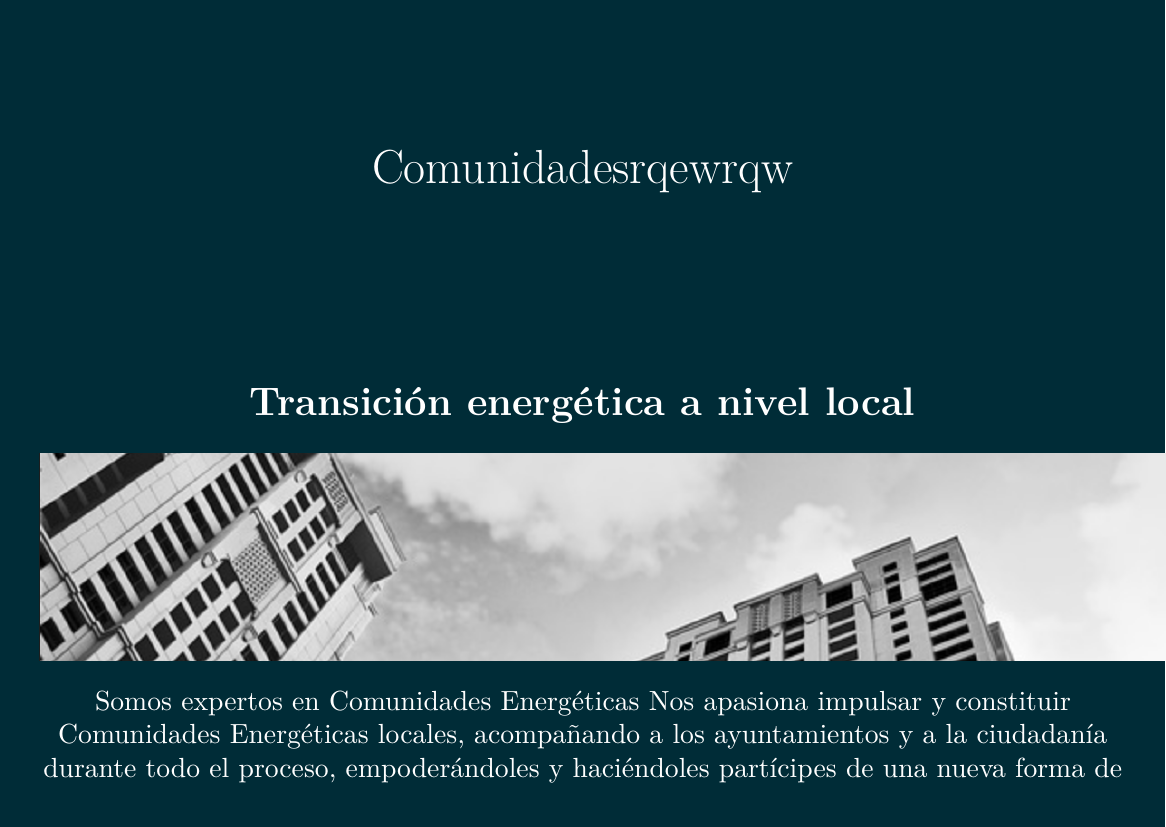 Comunidadesrqewrqw
Transición energética a nivel local
Somos expertos en Comunidades Energéticas Nos apasiona impulsar y constituir
Comunidades Energéticas locales, acompañando a los ayuntamientos y a la ciudadanía
durante todo el proceso, empoderándoles y haciéndoles partícipes de una nueva forma de